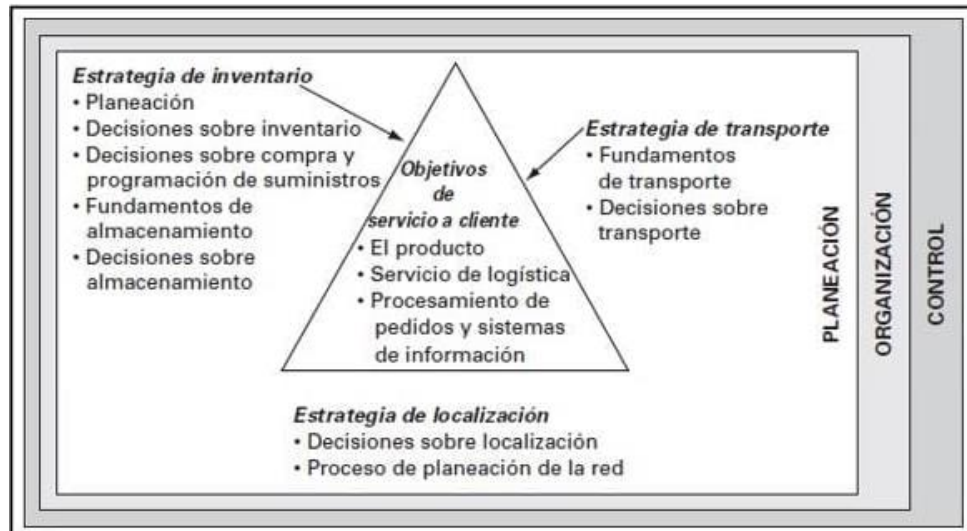 Estrategia de inventario
• Planeación
• Decisiones sobre inventario
• Decisiones sobre compra y
programación de suministros
• Fundamentos de
almacenamiento
• Decisiones sobre
almacenamiento
Objetivos
de
servicio a cliente
• El producto
• Servicio de logística
• Procesamiento de
pedidos y sistemas
de información
Estrategia de transporte
• Fundamentos
de transporte
• Decisiones sobre
transporte
Estrategia de localización
• Decisiones sobre localización
• Proceso de planeación de la red
PLANEACIÓN
ORGANIZACIÓN
CONTROL